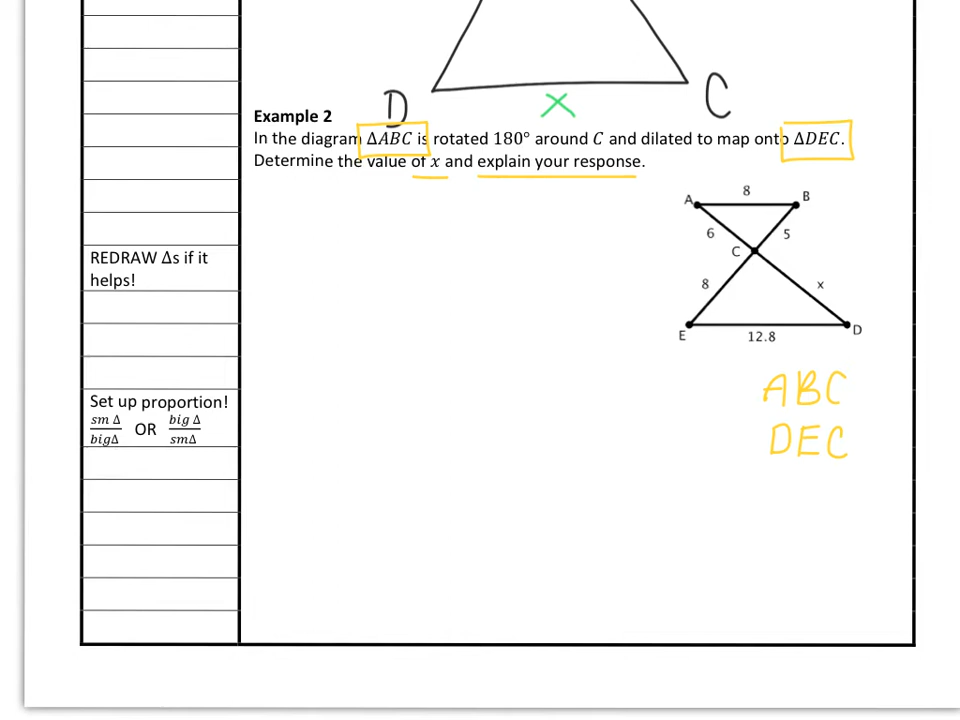 D
x
C
Example 2
In the diagram ΔABC is rotated 180° around C and dilated to map onto ΔDEC.
Determine the value of x and explain your response.
8
A
B
6
5
C
8
x
E
D
12.8
REDRAW Δs if it
helps!
ABC
DEC
Set up proportion!
sm Δ/bigΔ OR big Δ/smΔ